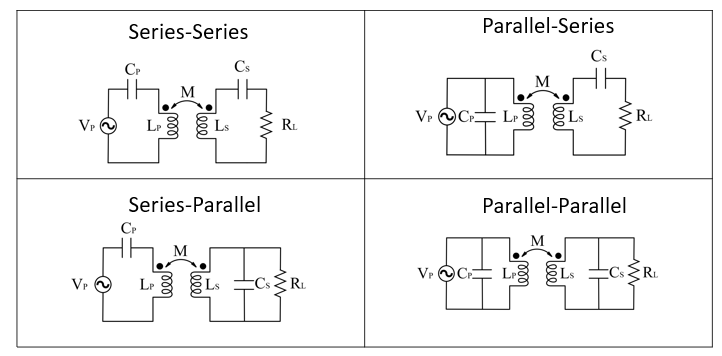 Series-Series
C_P
C_S
M
V_P
L_P
L_S
R_L
Parallel-Series
C_S
M
V_P
C_P
L_P
L_S
R_L
Series-Parallel
C_P
M
V_P
L_P
L_S
C_S
R_L
Parallel-Parallel
M
V_P
C_P
L_P
L_S
C_S
R_L